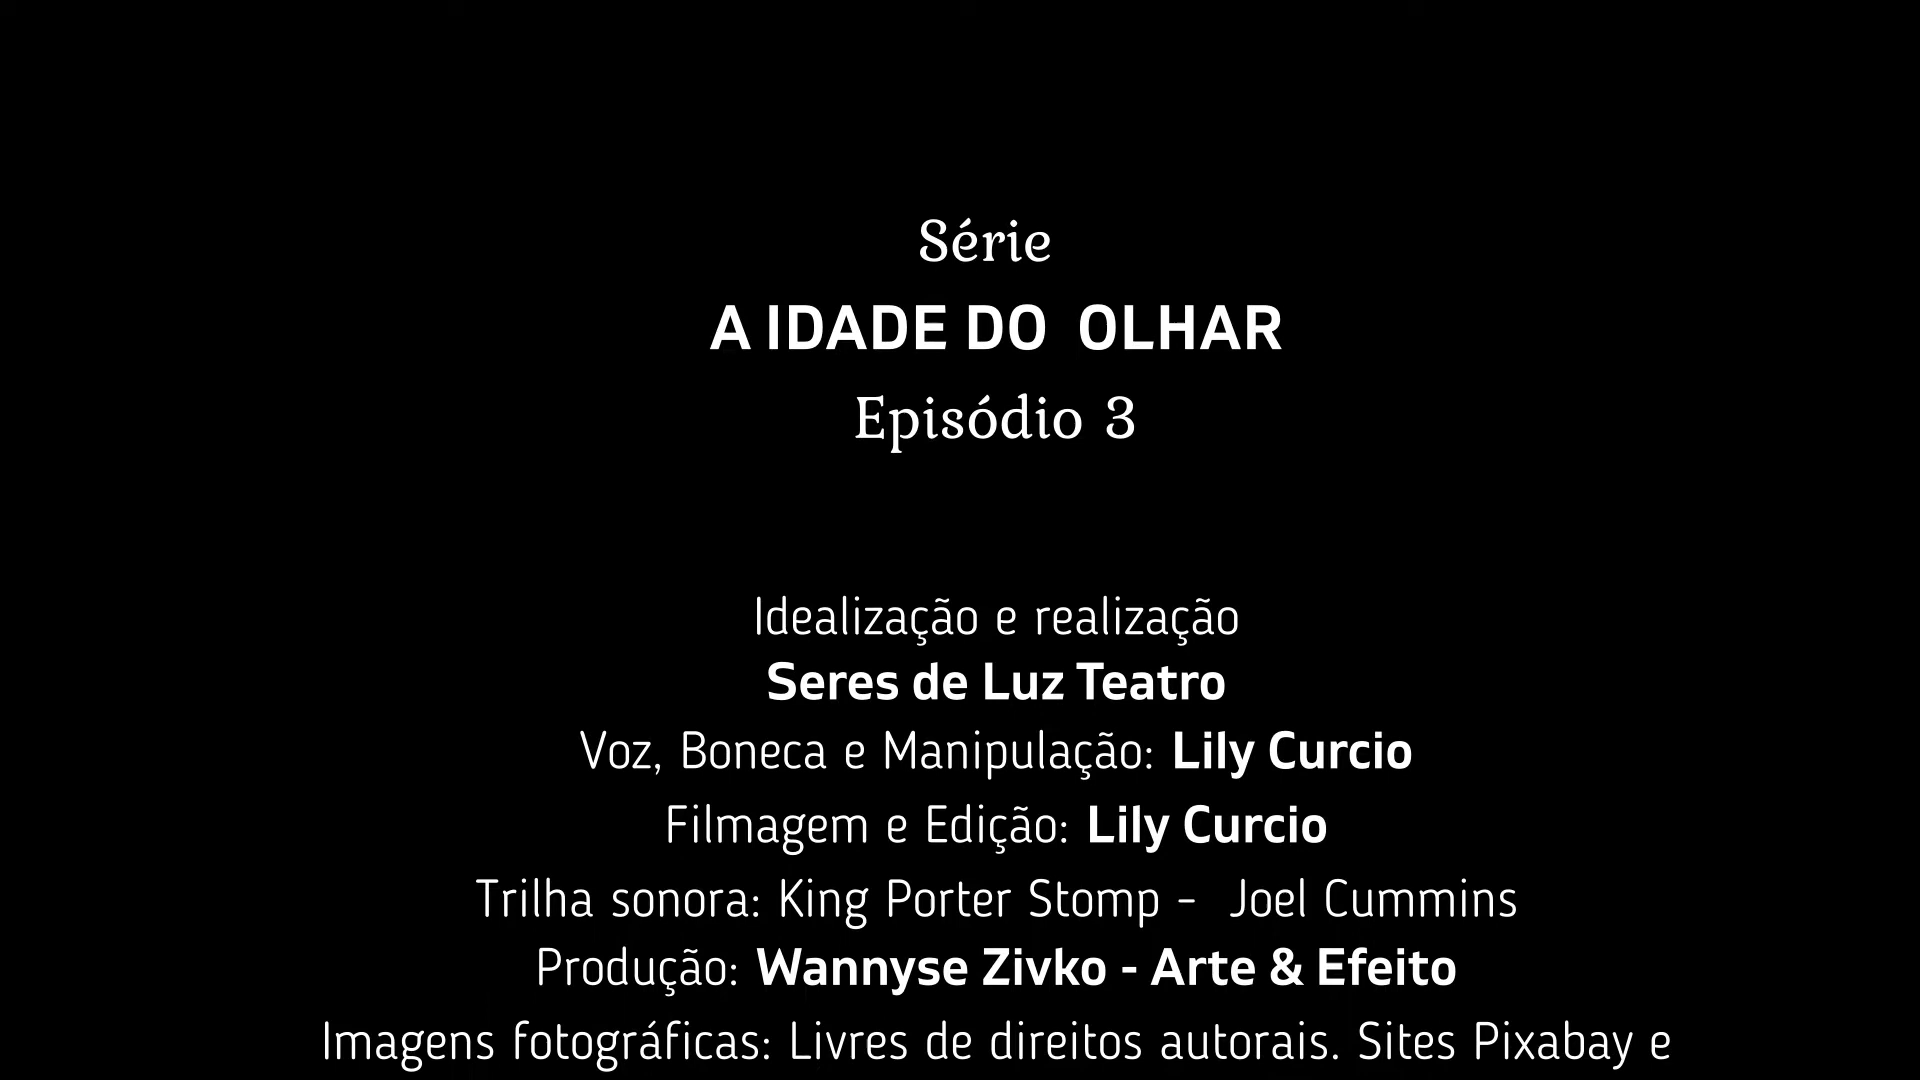 Série
A IDADE DO OLHAR
Episódio 3
Idealização e realização
Seres de Luz Teatro
Voz, Boneca e Manipulação: Lily Curcio
Filmagem e Edição: Lily Curcio
Trilha sonora: King Porter Stomp - Joel Cummins
Produção: Wannyse Zivko - Arte & Efeito
Imagens fotográficas: Livres de direitos autorais. Sites Pixabay e